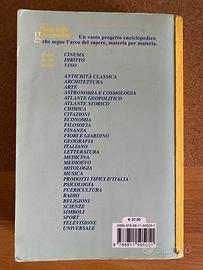 Un vasto progetto enciclopedico
che segue l'arco del sapere, materia per materia.
CINEMA
DIRITTO
VINO
ANTICHITÀ CLASSICA
ARCHITETTURA
ARTE
ASTRONOMIA E COSMOLOGIA
ATLANTE GEOPOLITICO
ATLANTE STORICO
CHIMICA
CITAZIONI
ECONOMIA
FILOSOFIA
FINANZA
FIORI E GIARDINO
GEOGRAFIA
ITALIANO
LETTERATURA
MEDICINA
MEDIOEVO
MITOLOGIA
MUSICA
PRODOTTI TIPICI D'ITALIA
PSICOLOGIA
PUERICULTURA
RADIO
RELIGIONI
SCIENZE
SIMBOLI
SPORT
TELEVISIONE
UNIVERSALE